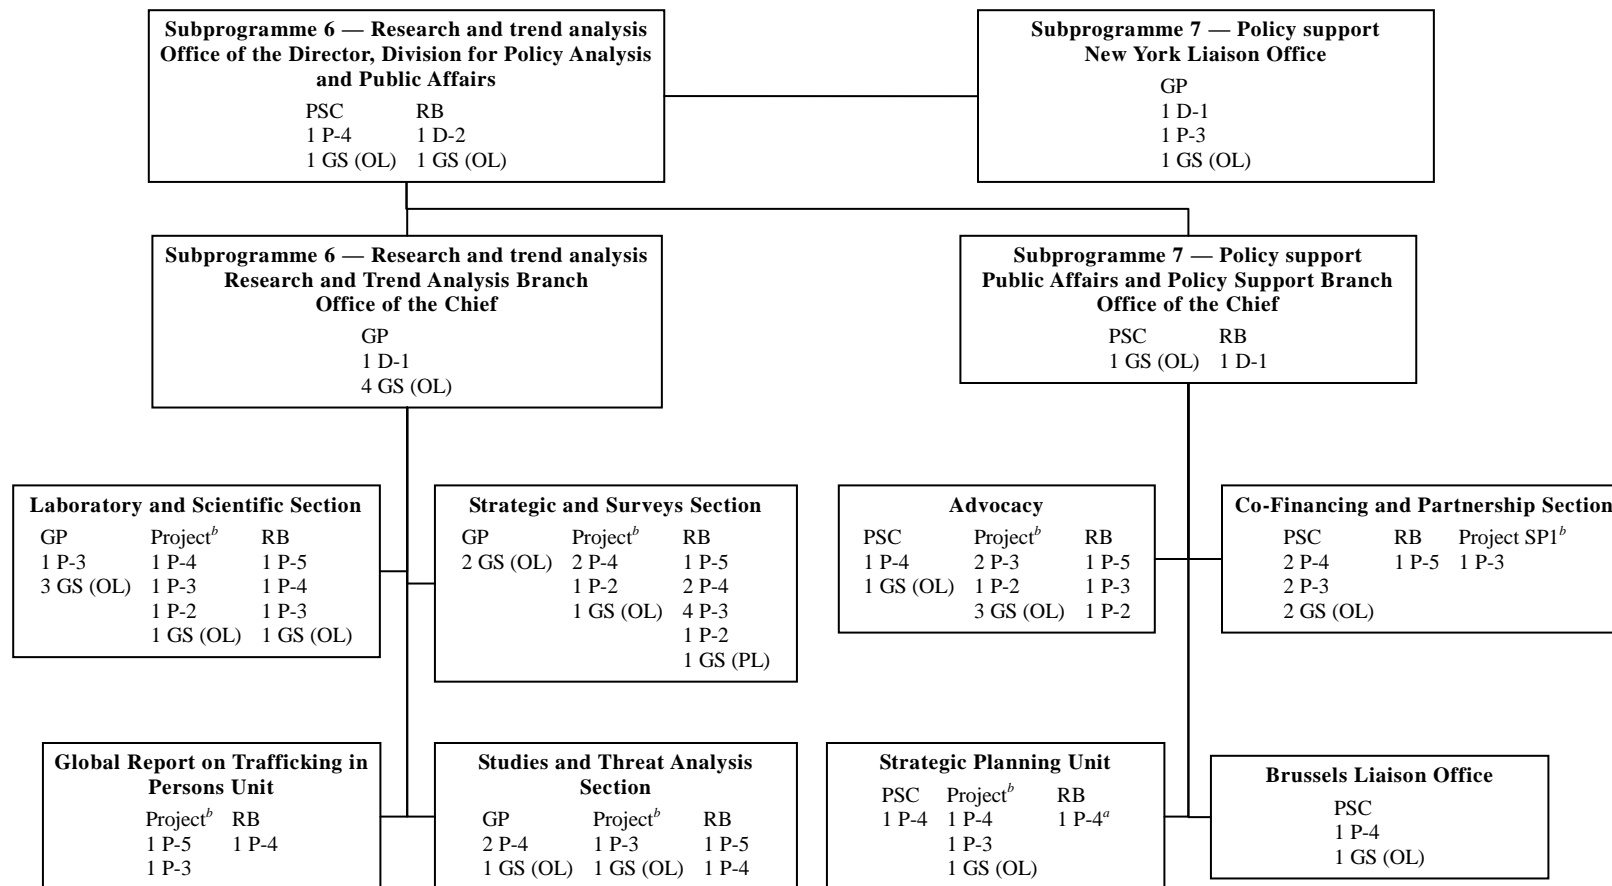 Subprogramme 6 — Research and trend analysis
Office of the Director, Division for Policy Analysis
and Public Affairs
PSC RB
1 P-4 1 D-2
1 GS (OL) 1 GS (OL)
Subprogramme 7 — Policy support
New York Liaison Office
GP
1 D-1
1 P-3
1 GS (OL)
Subprogramme 6 — Research and trend analysis
Research and Trend Analysis Branch
Office of the Chief
GP
1 D-1
4 GS (OL)
Subprogramme 7 — Policy support
Public Affairs and Policy Support Branch
Office of the Chief
PSC RB
1 GS (OL) 1 D-1
Laboratory and Scientific Section
GP Project^b RB
1 P-3 1 P-4 1 P-5
3 GS (OL) 1 P-3 1 P-4
1 P-2 1 P-3
1 GS (OL) 1 GS (OL)
Strategic and Surveys Section
GP Project^b RB
2 GS (OL) 2 P-4 1 P-5
1 P-2 2 P-4
1 GS (OL) 4 P-3
1 P-2
1 GS (PL)
Advocacy
PSC Project^b RB
1 P-4 2 P-3 1 P-5
1 GS (OL) 1 P-2 1 P-3
3 GS (OL) 1 P-2
Co-Financing and Partnership Section
PSC RB Project SP1^b
2 P-4 1 P-5 1 P-3
2 P-3
2 GS (OL)
Global Report on Trafficking in
Persons Unit
Project^b RB
1 P-5 1 P-4
1 P-3
Studies and Threat Analysis
Section
GP Project^b RB
2 P-4 1 P-3 1 P-5
1 GS (OL) 1 GS (OL) 1 P-4
Strategic Planning Unit
PSC Project^b RB
1 P-4 1 P-4 1 P-4^a
1 P-3
1 GS (OL)
Brussels Liaison Office
PSC
1 P-4
1 GS (OL)